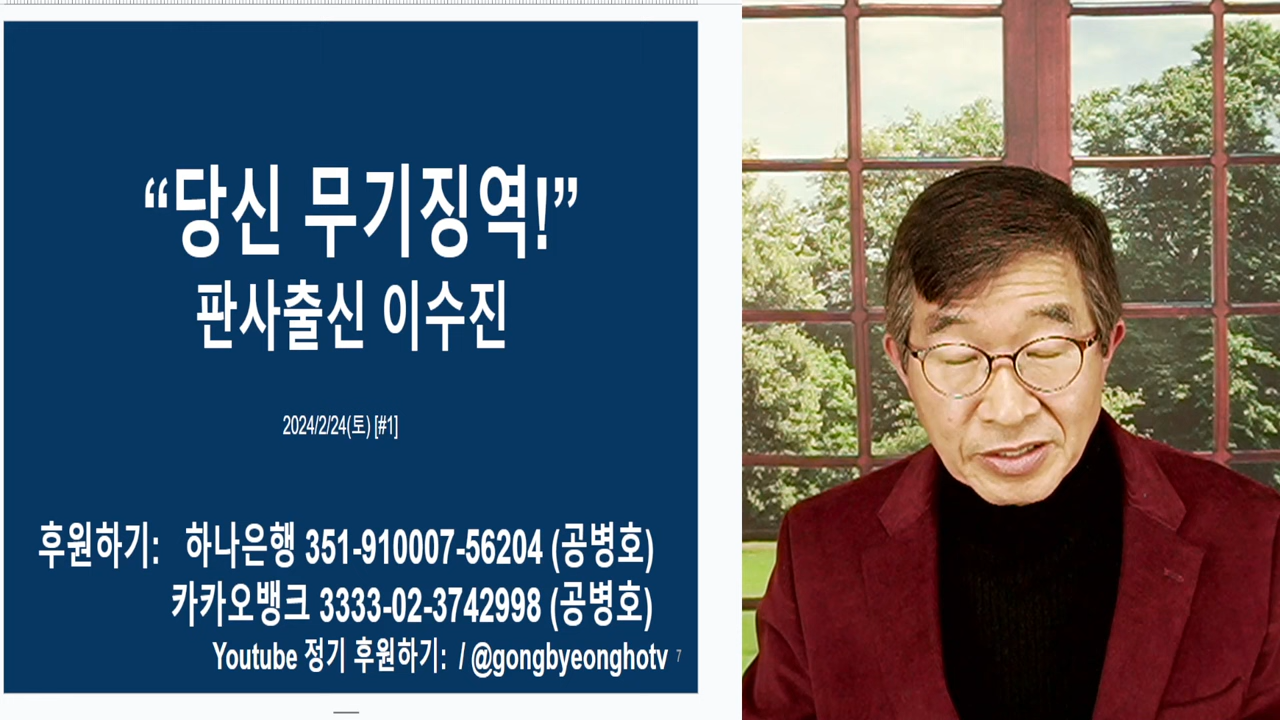 “당신 무기징역!”
판사출신 이수진
2024/2/24(토) [#1]
후원하기: 하나은행 351-910007-56204 (공병호)
카카오뱅크 3333-02-3742998 (공병호)
Youtube 정기 후원하기: / @gongbyeonghotv 7